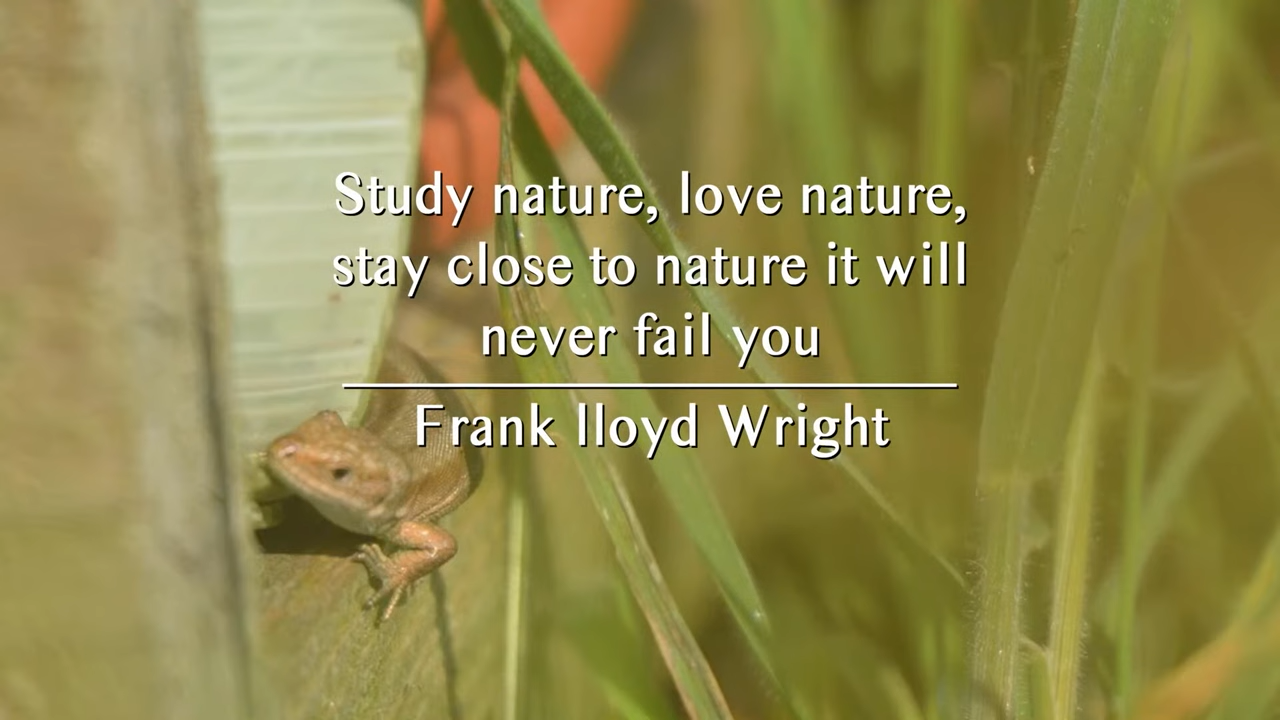 Study nature, love nature,
stay close to nature it will
never fail you
Frank lloyd Wright